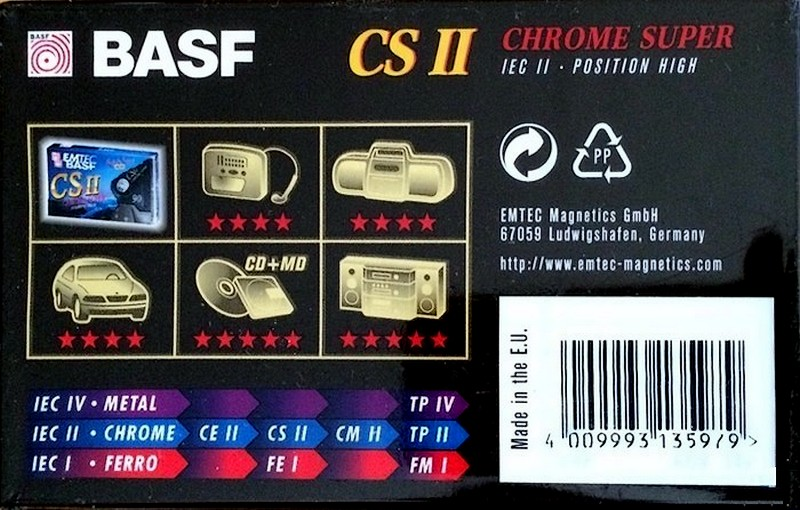 BASF
BASF
CS II
CHROME SUPER
IEC II · POSITION HIGH
EMTEC
BASF
CS II
90
CD+MD
PP
EMTEC Magnetics GmbH
67059 Ludwigshafen, Germany
http://www.emtec-magnetics.com
Made in the E.U.
4 009993 135979 >
IEC IV · METAL TP IV
IEC II · CHROME CE II CS II CM II TP II
IEC I · FERRO FE I FM I